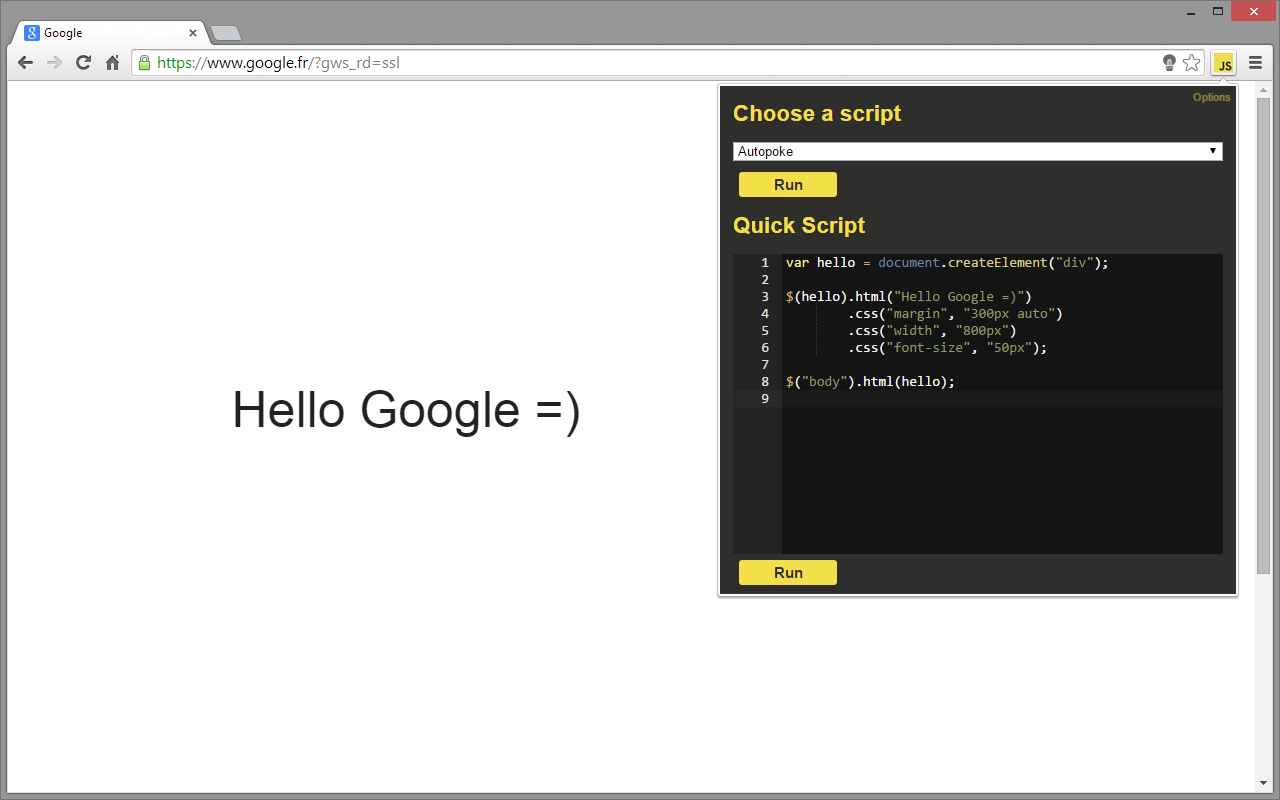 Google
https://www.google.fr/?gws_rd=ssl
JS
Options
Choose a script
Autopoke
Run
Quick Script
1 var hello = document.createElement("div");
2
3 $(hello).html("Hello Google =)")
4 .css("margin", "300px auto")
5 .css("width", "800px")
6 .css("font-size", "50px");
7
8 $("body").html(hello);
9
Run
Hello Google =)